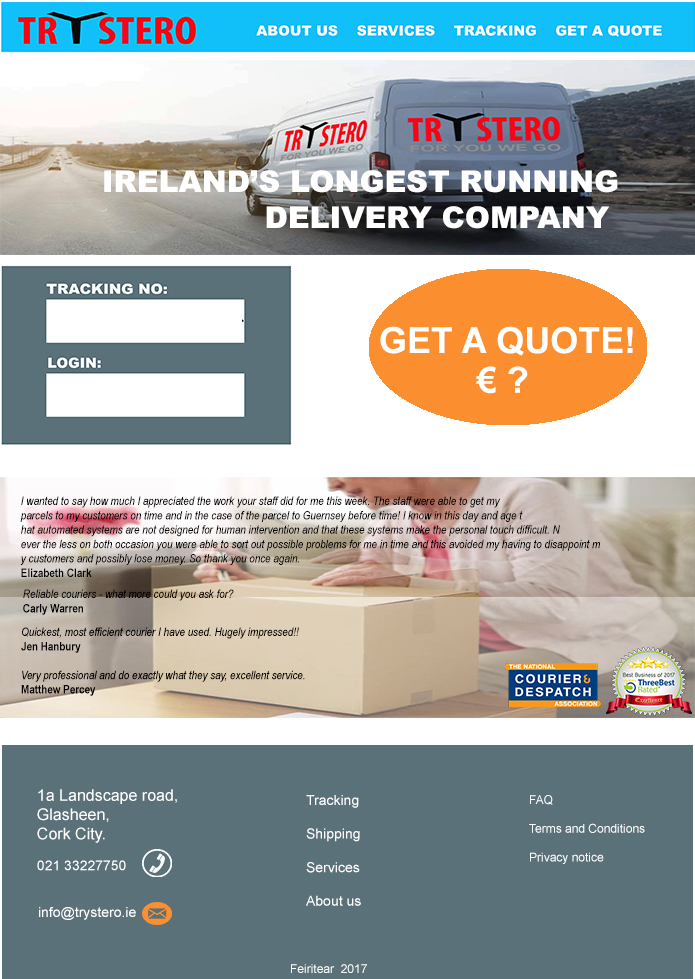 TRYSTERO
ABOUT US SERVICES TRACKING GET A QUOTE
TRYSTERO
FOR YOU WE GO
TRYSTERO
FOR YOU WE GO
IRELAND'S LONGEST RUNNING
DELIVERY COMPANY
TRACKING NO:
LOGIN:
GET A QUOTE!
€ ?
I wanted to say how much I appreciated the work your staff did for me this week. The staff were able to get my
parcels to my customers on time and in the case of the parcel to Guernsey before time! I know in this day and age t
hat automated systems are not designed for human intervention and that these systems make the personal touch difficult. N
ever the less on both occasion you were able to sort out possible problems for me in time and this avoided my having to disappoint m
y customers and possibly lose money. So thank you once again.
Elizabeth Clark
Reliable couriers - what more could you ask for?
Carly Warren
Quickest, most efficient courier I have used. Hugely impressed!!
Jen Hanbury
Very professional and do exactly what they say, excellent service.
Matthew Percey
THE NATIONAL
COURIER&
DESPATCH
ASSOCIATION
Best Business of 2017
ThreeBest
Rated
Excellence
1a Landscape road,
Glasheen,
Cork City.
021 33227750
info@trystero.ie
Tracking
Shipping
Services
About us
FAQ
Terms and Conditions
Privacy notice
Feiritear 2017